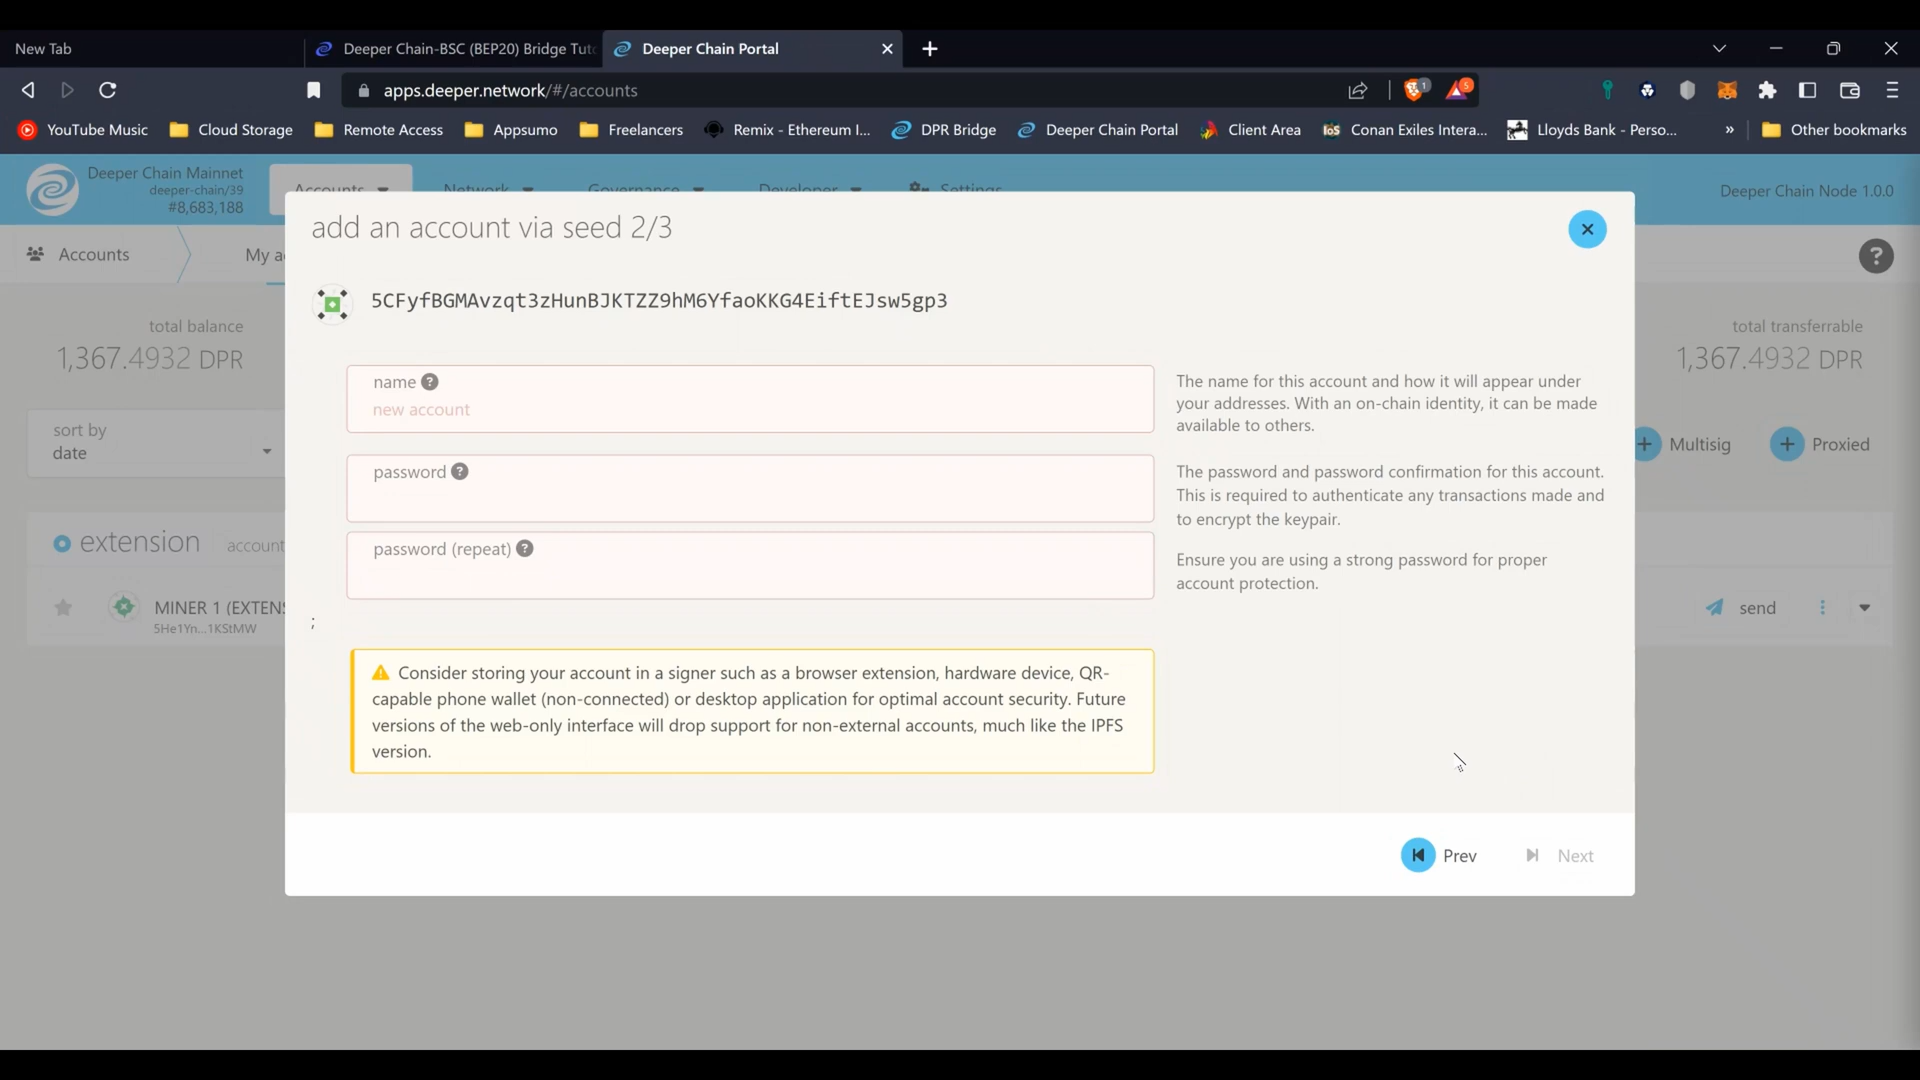 New Tab
Deeper Chain-BSC (BEP20) Bridge Tuto
Deeper Chain Portal
apps.deeper.network/#/accounts
1
5
YouTube Music
Cloud Storage
Remote Access
Appsumo
Freelancers
Remix - Ethereum I...
DPR Bridge
Deeper Chain Portal
Client Area
IoS
Conan Exiles Intera...
Lloyds Bank - Perso...
»
Other bookmarks
Deeper Chain Mainnet
deeper-chain/39
#8,683,188
Accounts
Network
Governance
Developer
Settings
Deeper Chain Node 1.0.0
Accounts
My a
add an account via seed 2/3
5CFyfBGMAvzqt3zHunBJKTZZ9hM6YfaoKKG4EiftEJsw5gp3
total balance
1,367.4932 DPR
total transferrable
1,367.4932 DPR
name
new account
The name for this account and how it will appear under
your addresses. With an on-chain identity, it can be made
available to others.
sort by
date
Multisig
Proxied
password
The password and password confirmation for this account.
This is required to authenticate any transactions made and
to encrypt the keypair.
password (repeat)
Ensure you are using a strong password for proper
account protection.
extension
account
MINER 1 (EXTENS
5He1Yn...1KStMW
send
;
Consider storing your account in a signer such as a browser extension, hardware device, QR-
capable phone wallet (non-connected) or desktop application for optimal account security. Future
versions of the web-only interface will drop support for non-external accounts, much like the IPFS
version.
Prev
Next